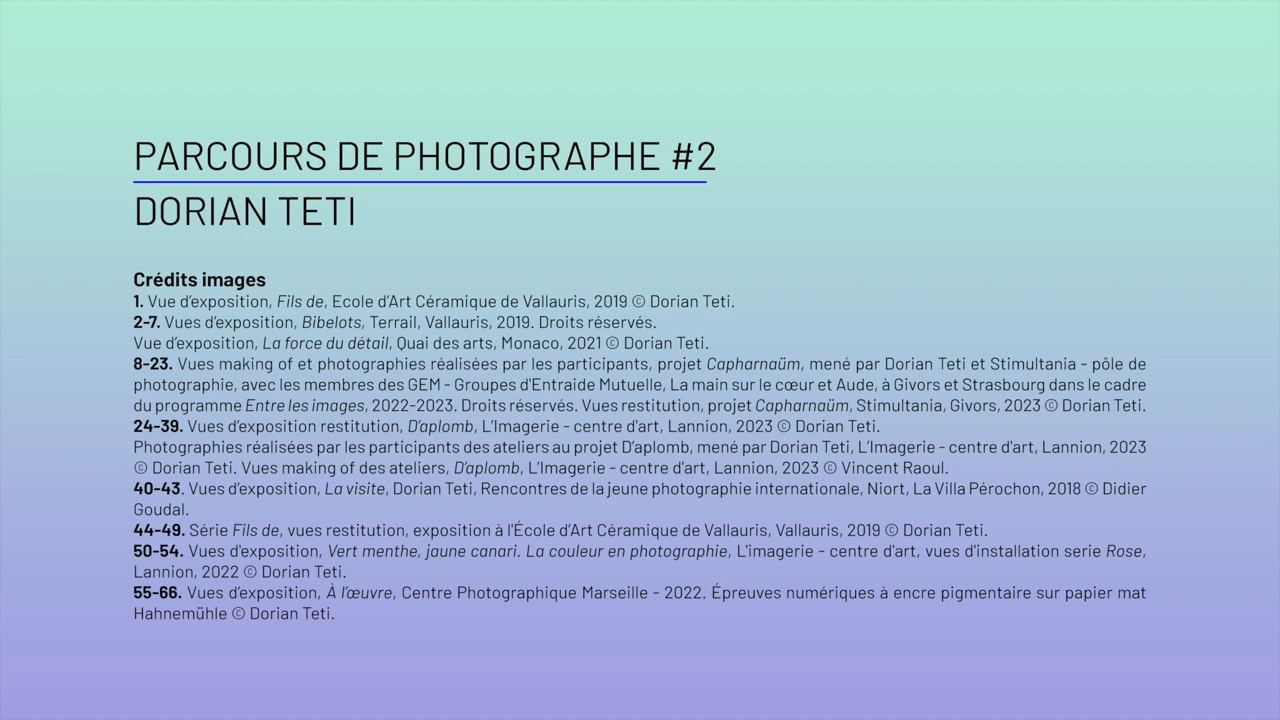 PARCOURS DE PHOTOGRAPHE #2
DORIAN TETI
Crédits images
1. Vue d'exposition, Fils de, Ecole d'Art Céramique de Vallauris, 2019 © Dorian Teti.
2-7. Vues d'exposition, Bibelots, Terrail, Vallauris, 2019. Droits réservés.
Vue d'exposition, La force du détail, Quai des arts, Monaco, 2021 © Dorian Teti.
8-23. Vues making of et photographies réalisées par les participants, projet Capharnaüm, mené par Dorian Teti et Stimultania - pôle de
photographie, avec les membres des GEM - Groupes d'Entraide Mutuelle, La main sur le cœur et Aude, à Givors et Strasbourg dans le cadre
du programme Entre les images, 2022-2023. Droits réservés. Vues restitution, projet Capharnaüm, Stimultania, Givors, 2023 © Dorian Teti.
24-39. Vues d'exposition restitution, D'aplomb, L'Imagerie - centre d'art, Lannion, 2023 © Dorian Teti.
Photographies réalisées par les participants des ateliers au projet D'aplomb, mené par Dorian Teti, L'Imagerie - centre d'art, Lannion, 2023
© Dorian Teti. Vues making of des ateliers, D'aplomb, L'Imagerie - centre d'art, Lannion, 2023 © Vincent Raoul.
40-43. Vues d'exposition, La visite, Dorian Teti, Rencontres de la jeune photographie internationale, Niort, La Villa Pérochon, 2018 © Didier
Goudal.
44-49. Série Fils de, vues restitution, exposition à l'École d'Art Céramique de Vallauris, Vallauris, 2019 © Dorian Teti.
50-54. Vues d'exposition, Vert menthe, jaune canari. La couleur en photographie, L'imagerie - centre d'art, vues d'installation serie Rose,
Lannion, 2022 © Dorian Teti.
55-66. Vues d'exposition, À l'œuvre, Centre Photographique Marseille - 2022. Épreuves numériques à encre pigmentaire sur papier mat
Hahnemühle © Dorian Teti.